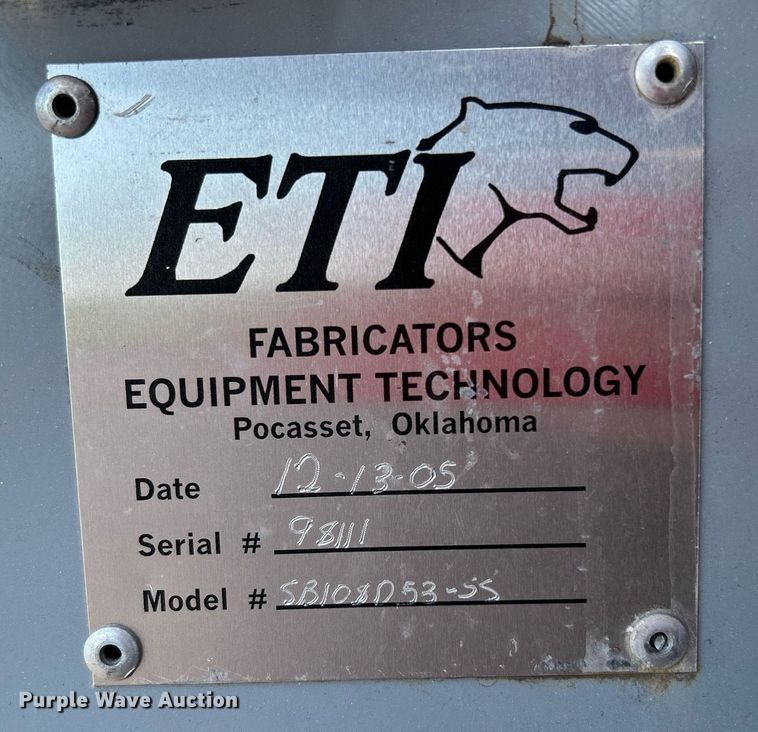 ETI
FABRICATORS
EQUIPMENT TECHNOLOGY
Pocasset, Oklahoma
Date 12-13-05
Serial # 98111
Model # SB108D53-SS
Purple Wave Auction